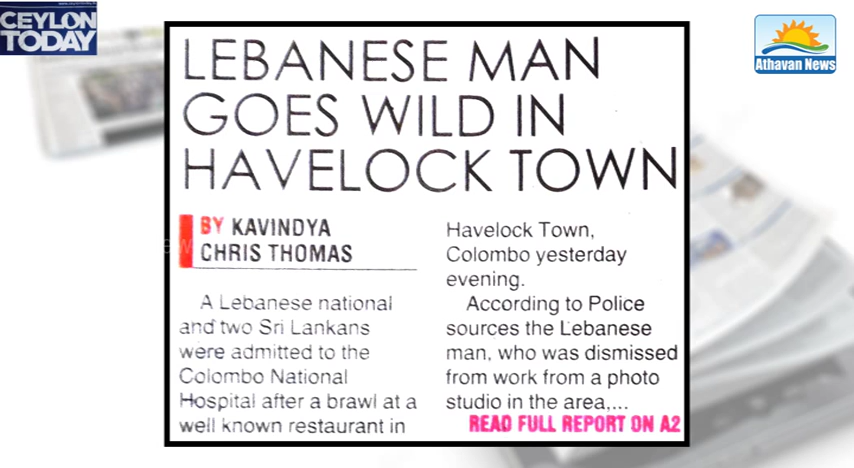 CEYLON
TODAY
Athavan News
LEBANESE MAN
GOES WILD IN
HAVELOCK TOWN
BY KAVINDYA
CHRIS THOMAS
A Lebanese national
and two Sri Lankans
were admitted to the
Colombo National
Hospital after a brawl at a
well known restaurant in
Havelock Town,
Colombo yesterday
evening.
According to Police
sources the Lebanese
man, who was dismissed
from work from a photo
studio in the area,...
READ FULL REPORT ON A2